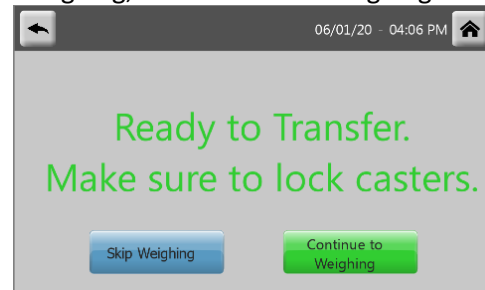 06/01/20 - 04:06 PM
Ready to Transfer.
Make sure to lock casters.
Skip Weighing
Continue to
Weighing